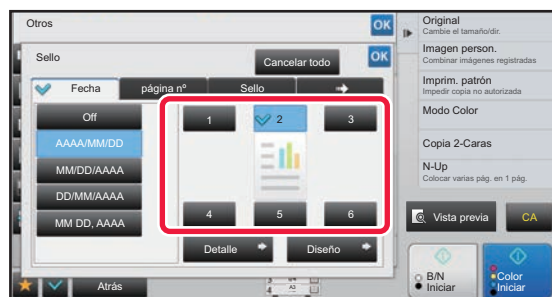 Otros
OK
Sello
Cancelar todo
OK
Fecha
página nº
Sello
Off
AAAA/MM/DD
MM/DD/AAAA
DD/MM/AAAA
MM DD, AAAA
1
2
3
4
5
6
Detalle
Diseño
Atrás
A3
Original
Cambie el tamaño/dir.
Imagen person.
Combinar imágenes registradas
Imprim. patrón
Impedir copia no autorizada
Modo Color
Copia 2-Caras
N-Up
Colocar varias pág. en 1 pág.
Vista previa
CA
B/N
Iniciar
Color
Iniciar